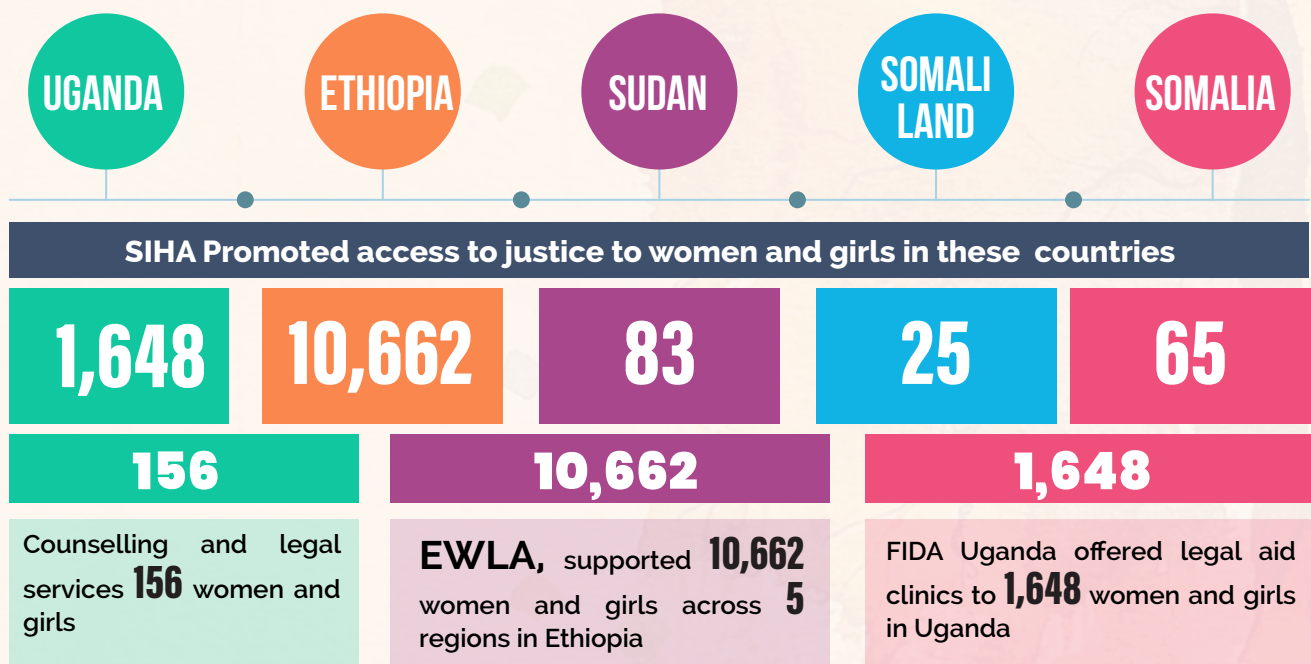 UGANDA
ETHIOPIA
SUDAN
SOMALI
LAND
SOMALIA
SIHA Promoted access to justice to women and girls in these countries
1,648
10,662
83
25
65
156
10,662
1,648
Counselling and legal
services 156 women and
girls
EWLA, supported 10,662
women and girls across 5
regions in Ethiopia
FIDA Uganda offered legal aid
clinics to 1,648 women and girls
in Uganda